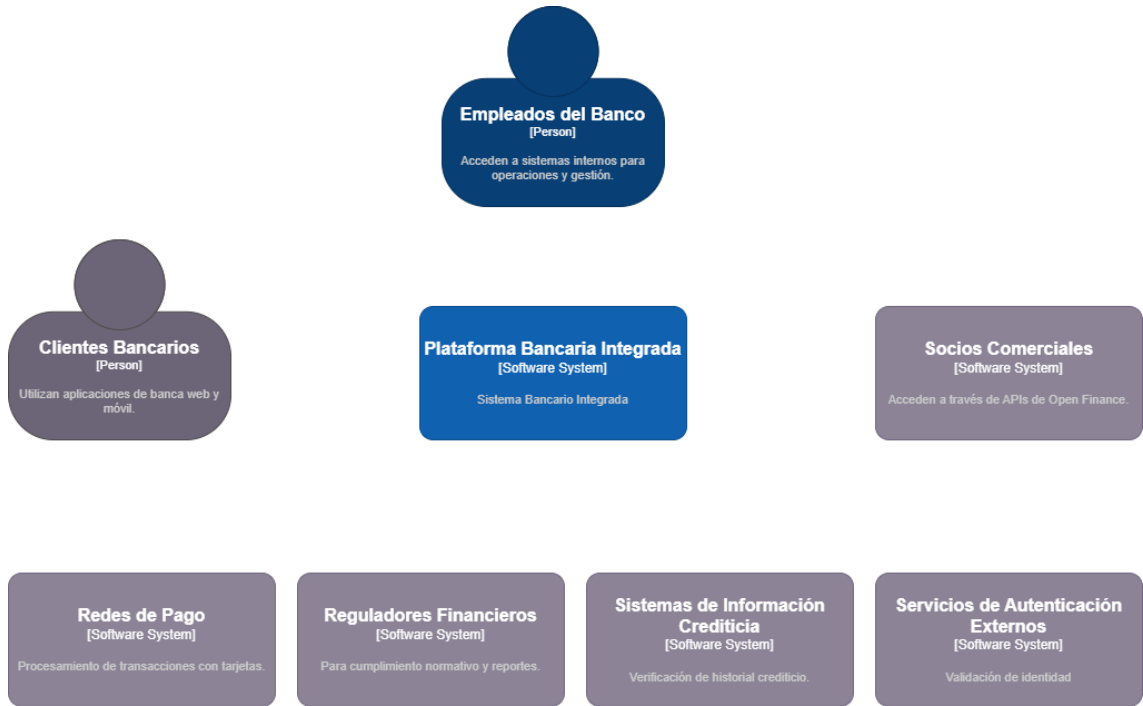 Empleados del Banco
[Person]
Acceden a sistemas internos para
operaciones y gestión.
Clientes Bancarios
[Person]
Utilizan aplicaciones de banca web y
móvil.
Plataforma Bancaria Integrada
[Software System]
Sistema Bancario Integrada
Socios Comerciales
[Software System]
Acceden a través de APIs de Open Finance.
Redes de Pago
[Software System]
Procesamiento de transacciones con tarjetas.
Reguladores Financieros
[Software System]
Para cumplimiento normativo y reportes.
Sistemas de Información
Crediticia
[Software System]
Verificación de historial crediticio.
Servicios de Autenticación
Externos
[Software System]
Validación de identidad